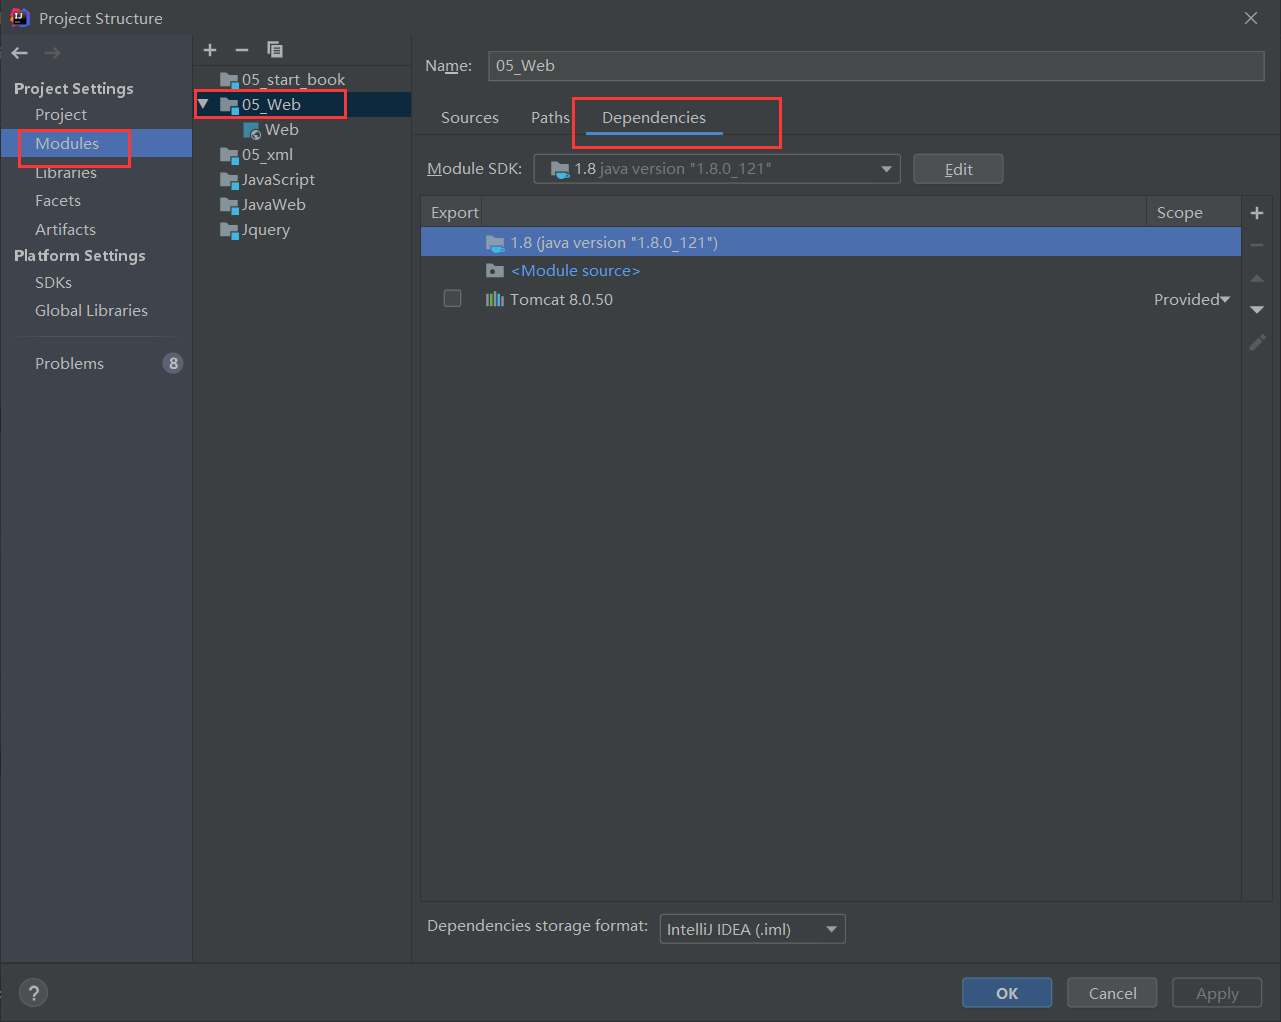 Project Structure
Project Settings
Project
Modules
Libraries
Facets
Artifacts
Platform Settings
SDKs
Global Libraries
Problems 8
05_start_book
05_Web
Web
05_xml
JavaScript
JavaWeb
Jquery
Name: 05_Web
Sources Paths Dependencies
Module SDK: 1.8 java version "1.8.0_121" Edit
Export Scope
1.8 (java version "1.8.0_121")
<Module source>
Tomcat 8.0.50 Provided
Dependencies storage format: IntelliJ IDEA (.iml)
? OK Cancel Apply